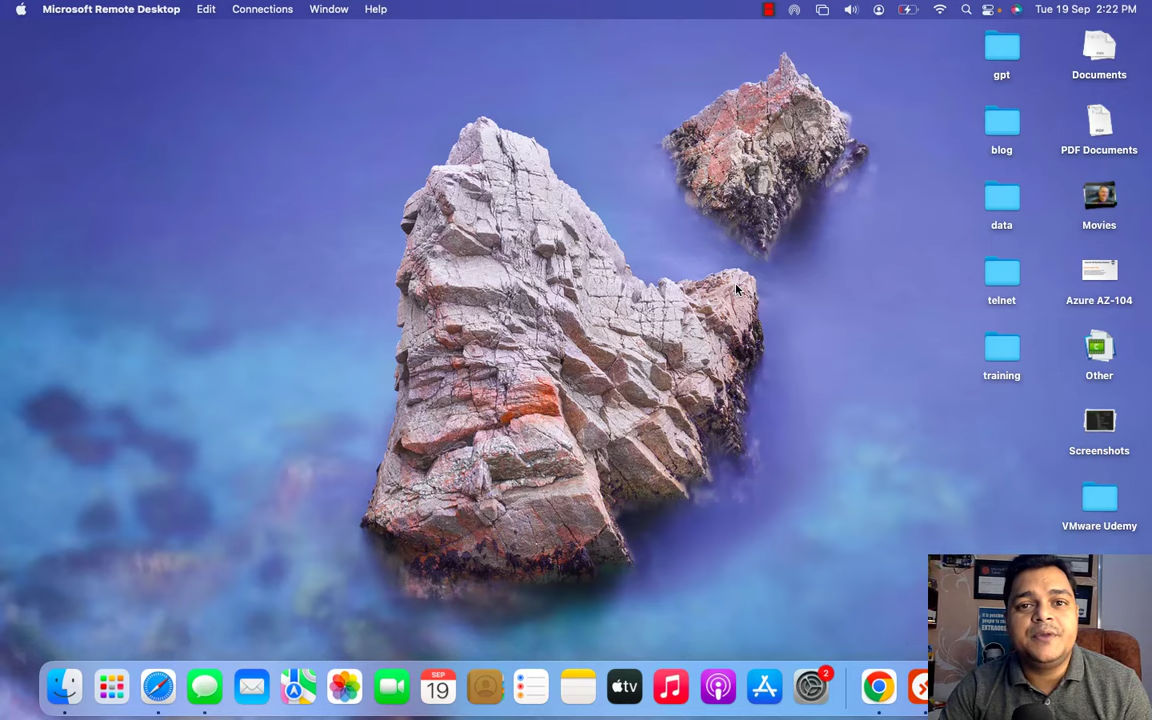 Microsoft Remote Desktop Edit Connections Window Help
Tue 19 Sep 2:22 PM
gpt
Documents
blog
PDF Documents
data
Movies
telnet
Azure AZ-104
training
Other
Screenshots
VMware Udemy
SEP
19
tv
2